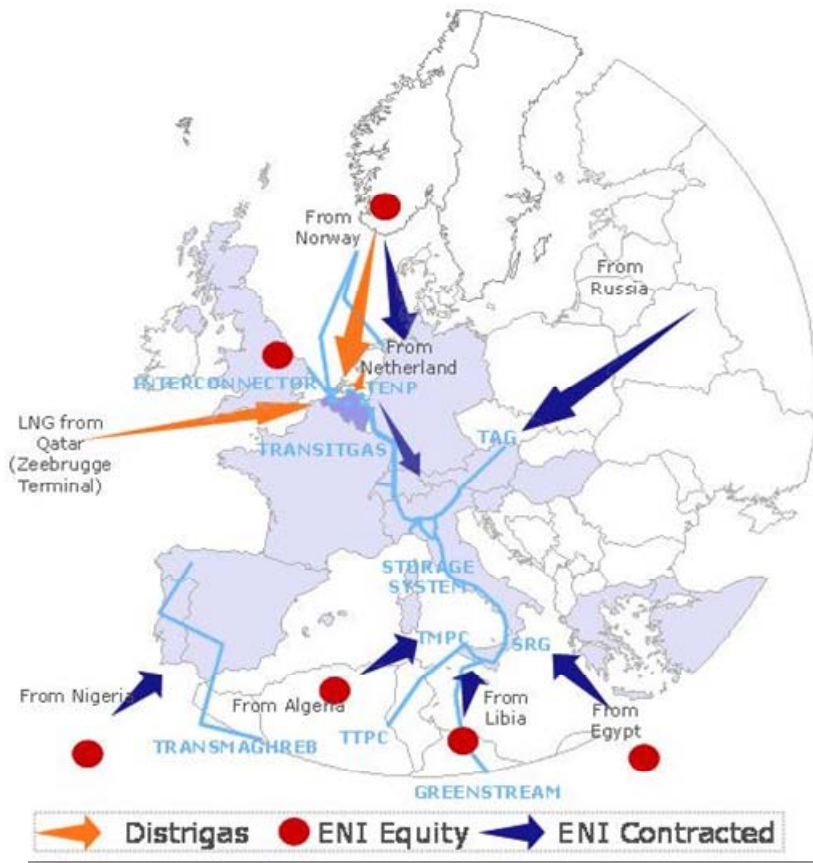 From
Norway
From
Russia
From
Netherland
INTERCONNECTOR
TENP
LNG from
Qatar
(Zeebrugge
Terminal)
TRANSITGAS
TAG
STORAGE
SYSTEM
TMPC
SRG
From Nigeria
From Algeria
From
Libia
From
Egypt
TRANSMAGHREB
TTPC
GREENSTREAM
Distrigas
ENI Equity
ENI Contracted